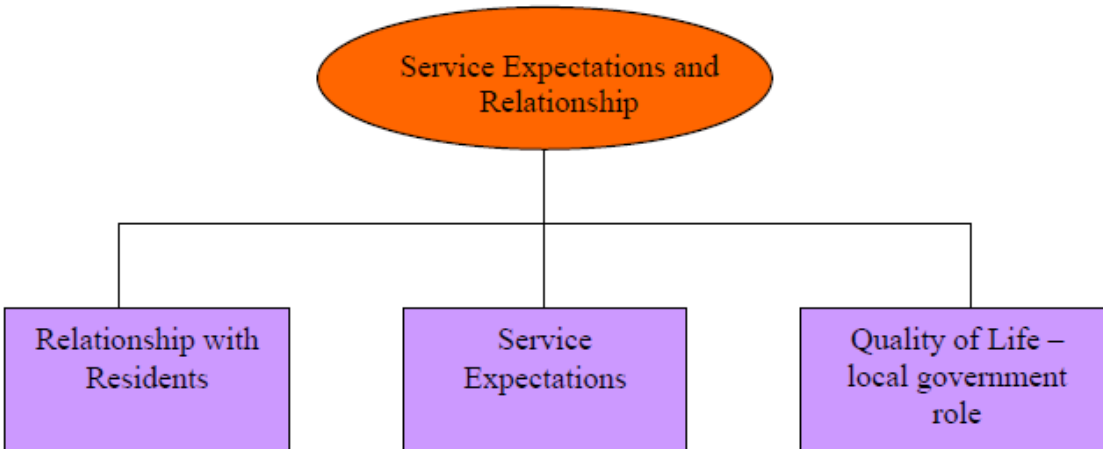 Service Expectations and
Relationship
Relationship with
Residents
Service
Expectations
Quality of Life –
local government
role